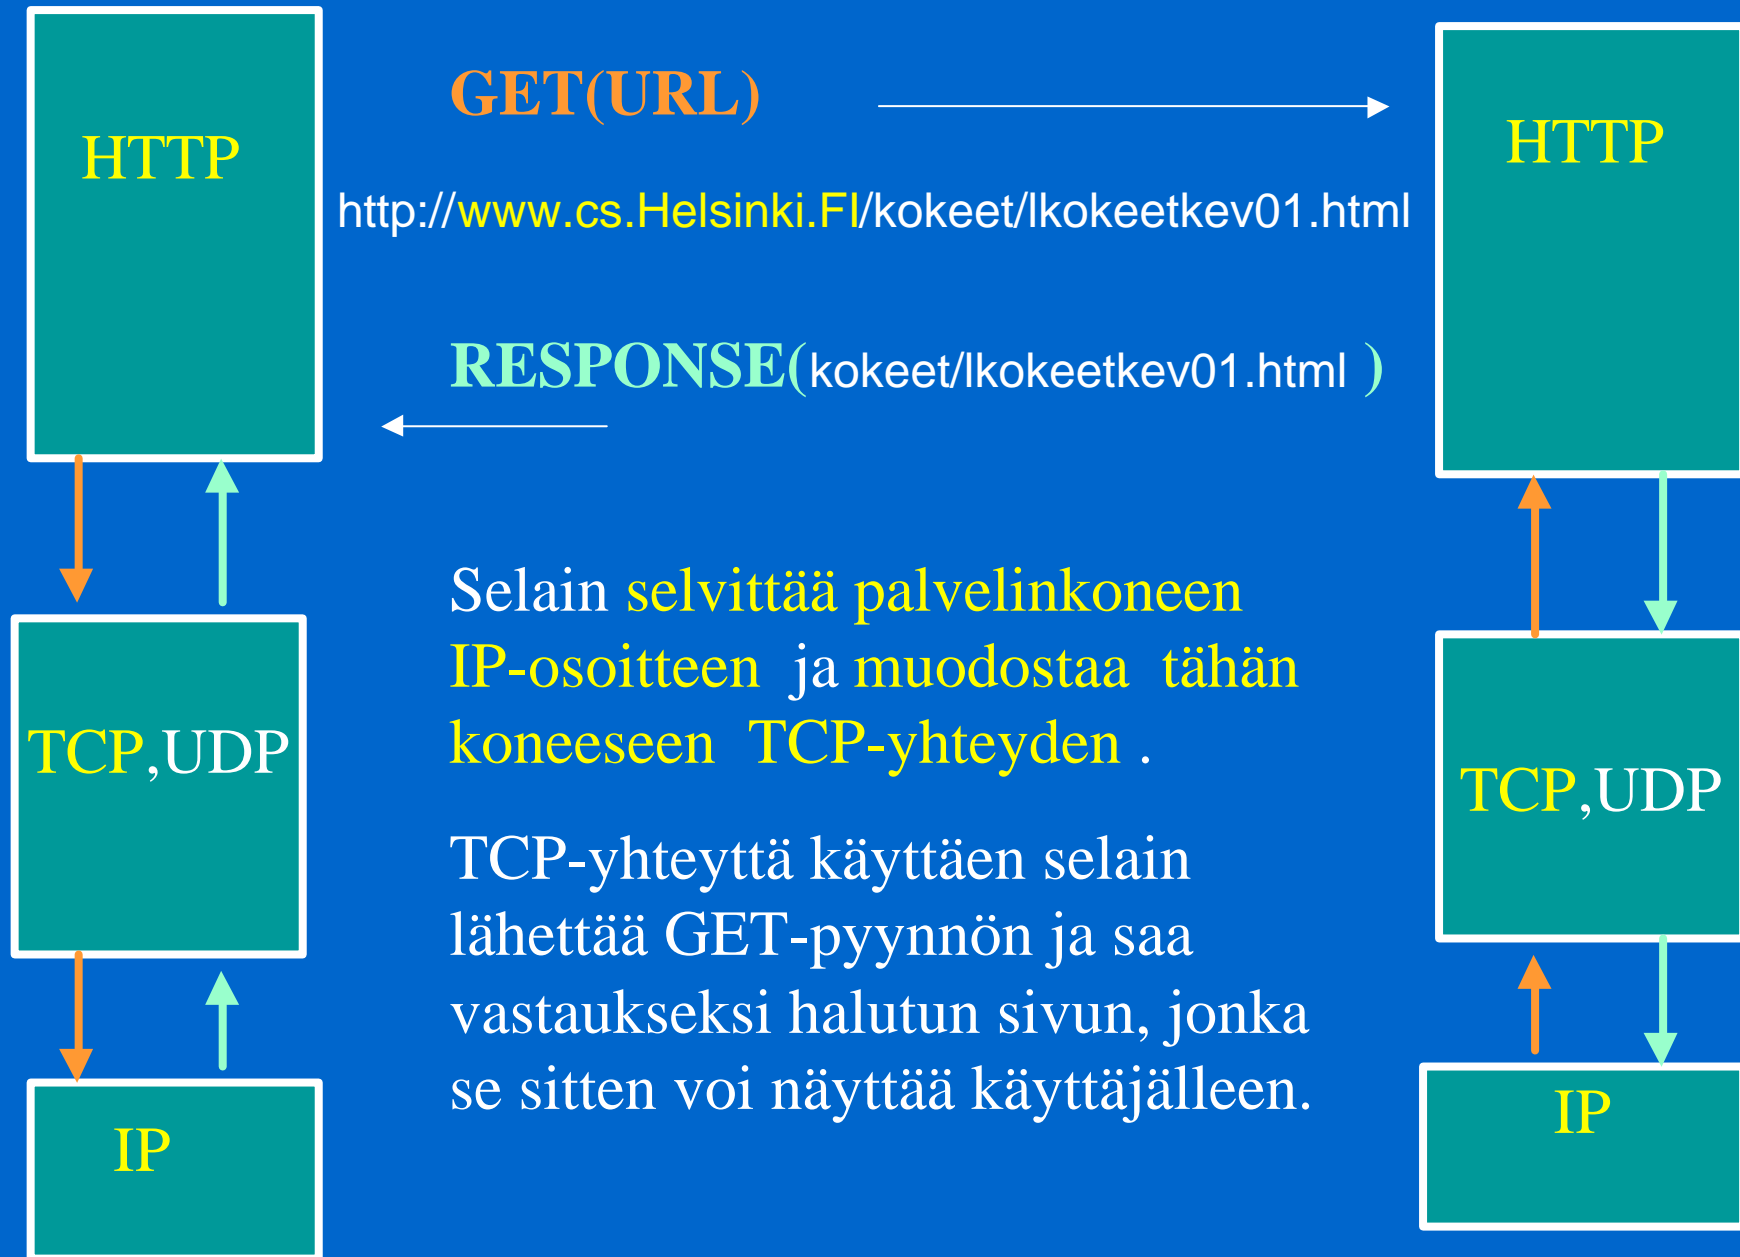 HTTP
GET(URL)
HTTP
http://www.cs.Helsinki.FI/kokeet/lkokeetkev01.html
RESPONSE(kokeet/lkokeetkev01.html )
Selain selvittää palvelinkoneen
IP-osoitteen ja muodostaa tähän
koneeseen TCP-yhteyden .
TCP,UDP
TCP,UDP
TCP-yhteyttä käyttäen selain
lähettää GET-pyynnön ja saa
vastaukseksi halutun sivun, jonka
se sitten voi näyttää käyttäjälleen.
IP
IP